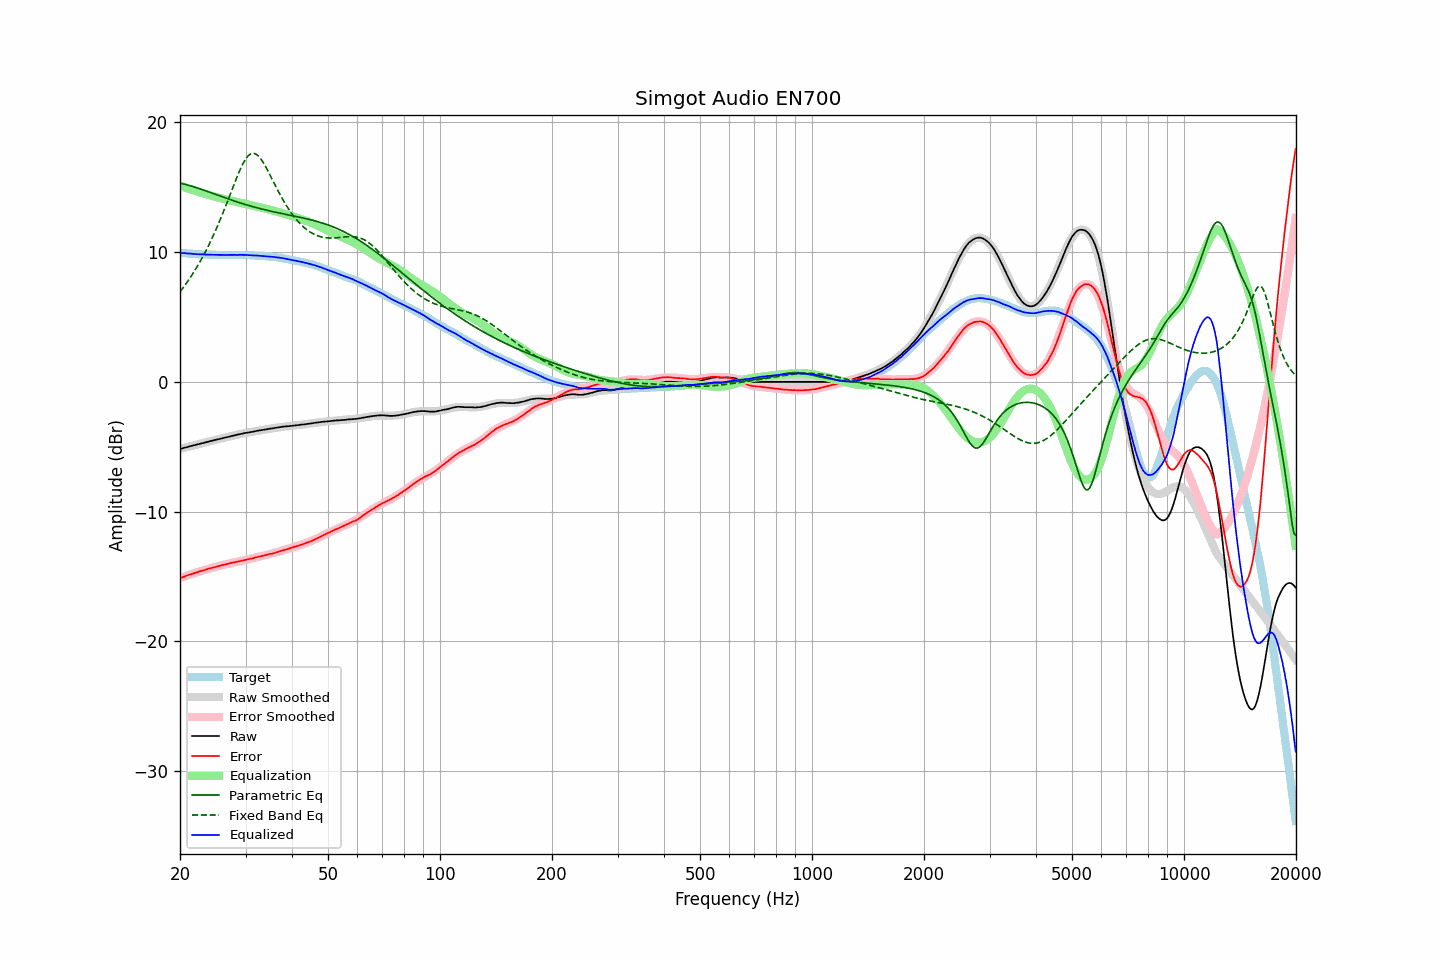 Simgot Audio EN700
Amplitude (dBr)
20
10
0
−10
−20
−30
Target
Raw Smoothed
Error Smoothed
Raw
Error
Equalization
Parametric Eq
Fixed Band Eq
Equalized
20 50 100 200 500 1000 2000 5000 10000 20000
Frequency (Hz)